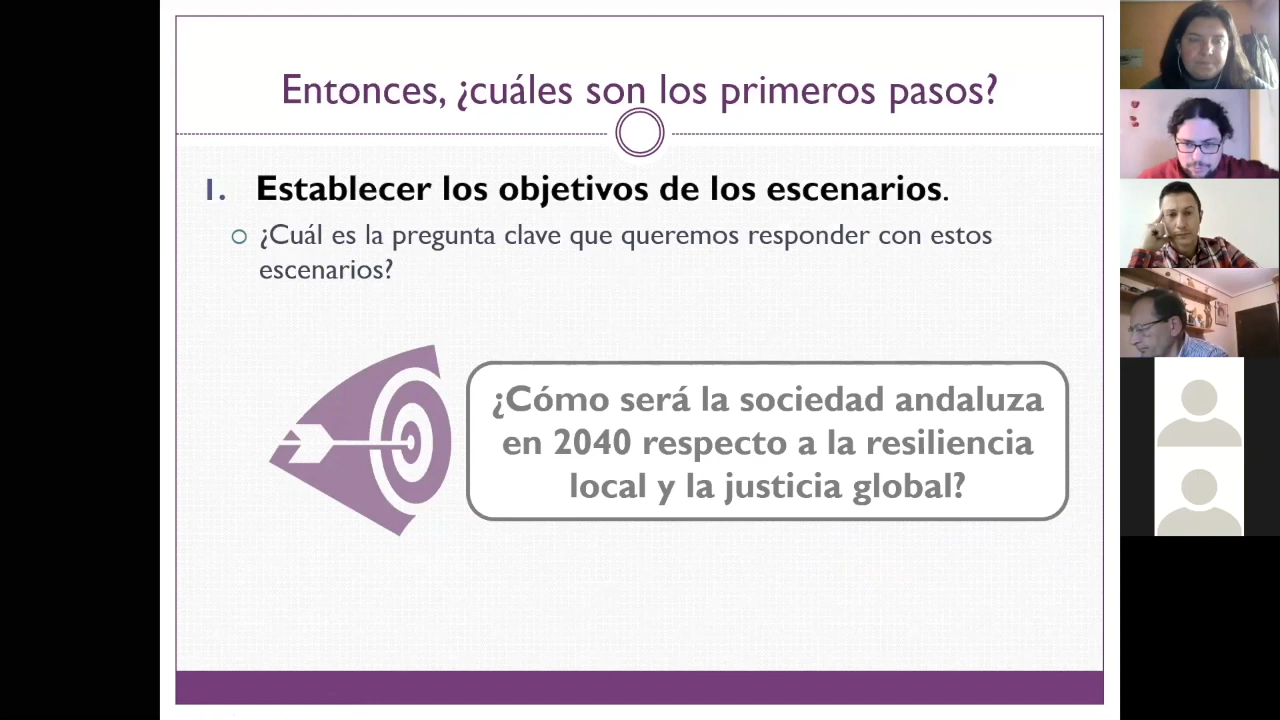 Entonces, ¿cuáles son los primeros pasos?
1. Establecer los objetivos de los escenarios.
¿Cuál es la pregunta clave que queremos responder con estos
escenarios?
¿Cómo será la sociedad andaluza
en 2040 respecto a la resiliencia
local y la justicia global?